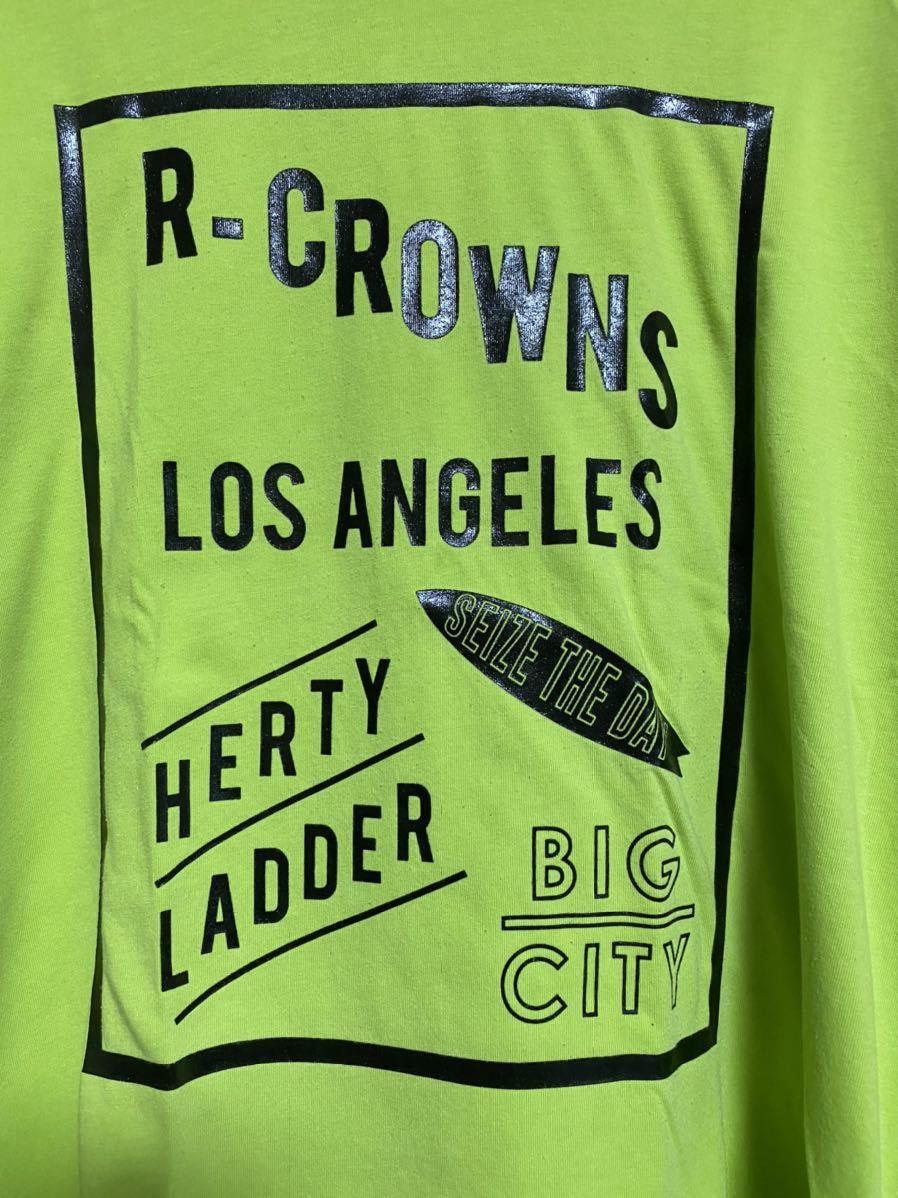 R-CROWNS
LOS ANGELES
SEIZE THE DAY
HERTY
LADDER
BIG
CITY